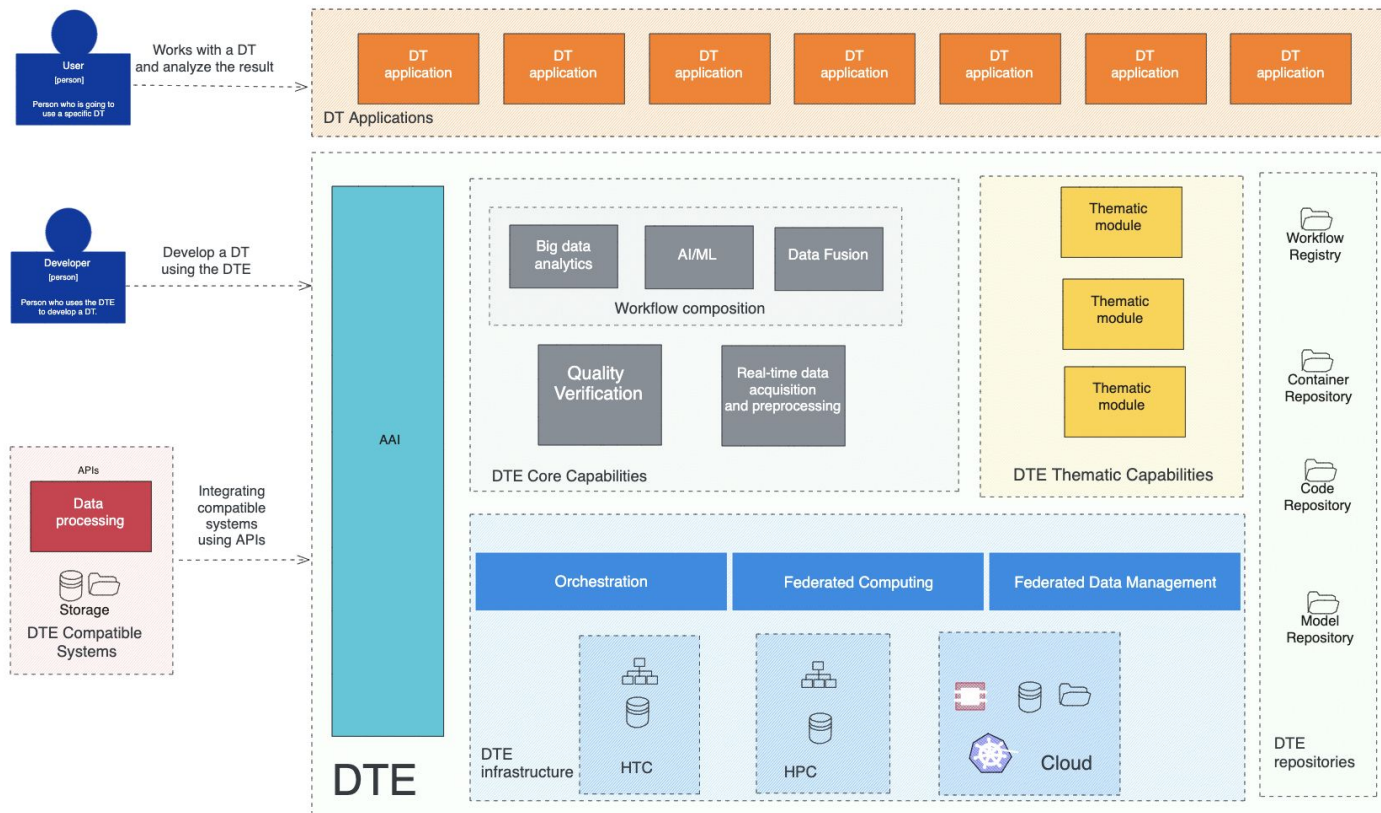 User
[person]
Person who is going to
use a specific DT
Works with a DT
and analyze the result
DT
application
DT
application
DT
application
DT
application
DT
application
DT
application
DT
application
DT Applications
Developer
[person]
Person who uses the DTE
to develop a DT.
Develop a DT
using the DTE
APIs
Data
processing
Storage
DTE Compatible
Systems
Integrating
compatible
systems
using APIs
AAI
DTE
Big data
analytics
AI/ML
Data Fusion
Workflow composition
Quality
Verification
Real-time data
acquisition
and preprocessing
DTE Core Capabilities
Thematic
module
Thematic
module
Thematic
module
DTE Thematic Capabilities
Orchestration
Federated Computing
Federated Data Management
DTE
infrastructure
HTC
HPC
Cloud
Workflow
Registry
Container
Repository
Code
Repository
Model
Repository
DTE
repositories